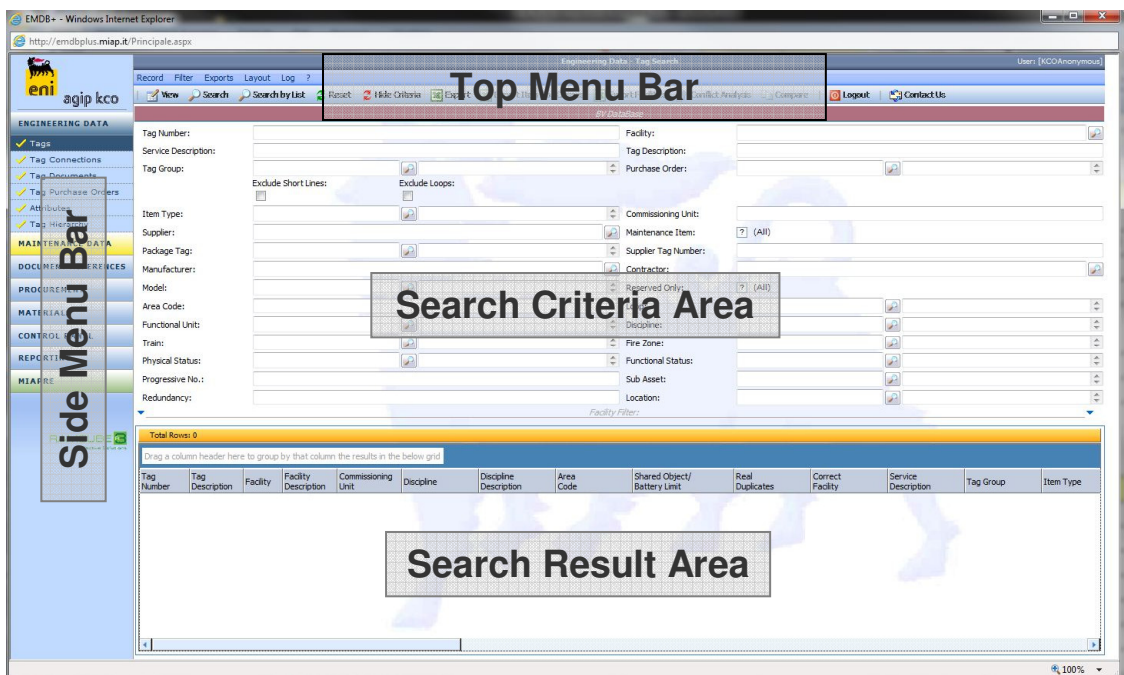 EMDB+ - Windows Internet Explorer
http://emdbplus.miap.it/Principale.aspx
eni
agip kco
Engineering Data - Tag Search
User: [KCOAnonymous]
Record Filter Exports Layout Log ?
View Search Search by List Reset Hide Criteria Export Conflict Analysis Compare Logout Contact Us
Top Menu Bar
BY DataBase
ENGINEERING DATA
Tags
Tag Connections
Tag Documents
Tag Purchase Orders
Attributes
Tag Hierarchy
MAINTENANCE DATA
DOCUMENT REFERENCES
PROCUREMENT
MATERIAL
CONTROL PANEL
REPORTING
MIAPRE
Side Menu Bar
Tag Number: Facility:
Service Description: Tag Description:
Tag Group: Purchase Order:
Exclude Short Lines: Exclude Loops:
Item Type: Commissioning Unit:
Supplier: Maintenance Item: ? (All)
Package Tag: Supplier Tag Number:
Manufacturer: Contractor:
Model: Reserved Only: ? (All)
Area Code:
Search Criteria Area
Functional Unit: Discipline:
Train: Fire Zone:
Physical Status: Functional Status:
Progressive No.: Sub Asset:
Redundancy: Location:
Facility Filter:
Total Rows: 0
Drag a column header here to group by that column the results in the below grid
Tag Number Tag Description Facility Facility Description Commissioning Unit Discipline Discipline Description Area Code Shared Object/ Battery Limit Real Duplicates Correct Facility Service Description Tag Group Item Type
Search Result Area
100%